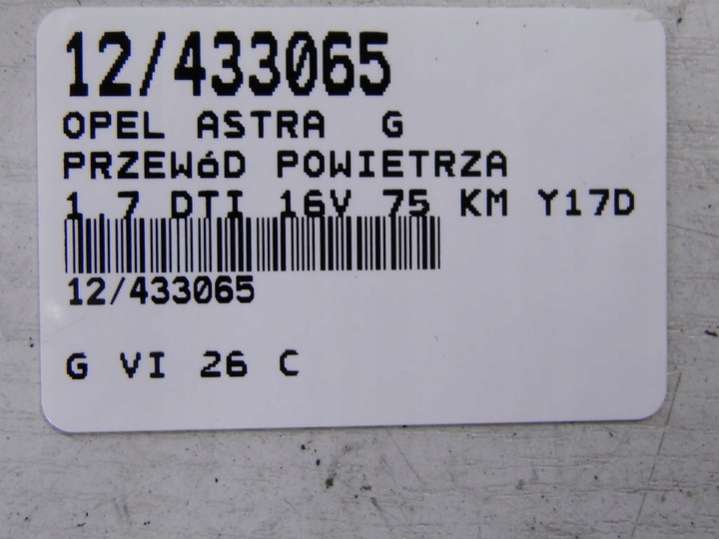 12/433065
OPEL ASTRA G
PRZEWóD POWIETRZA
1.7 DTI 16V 75 KM Y17D
12/433065
G VI 26 C